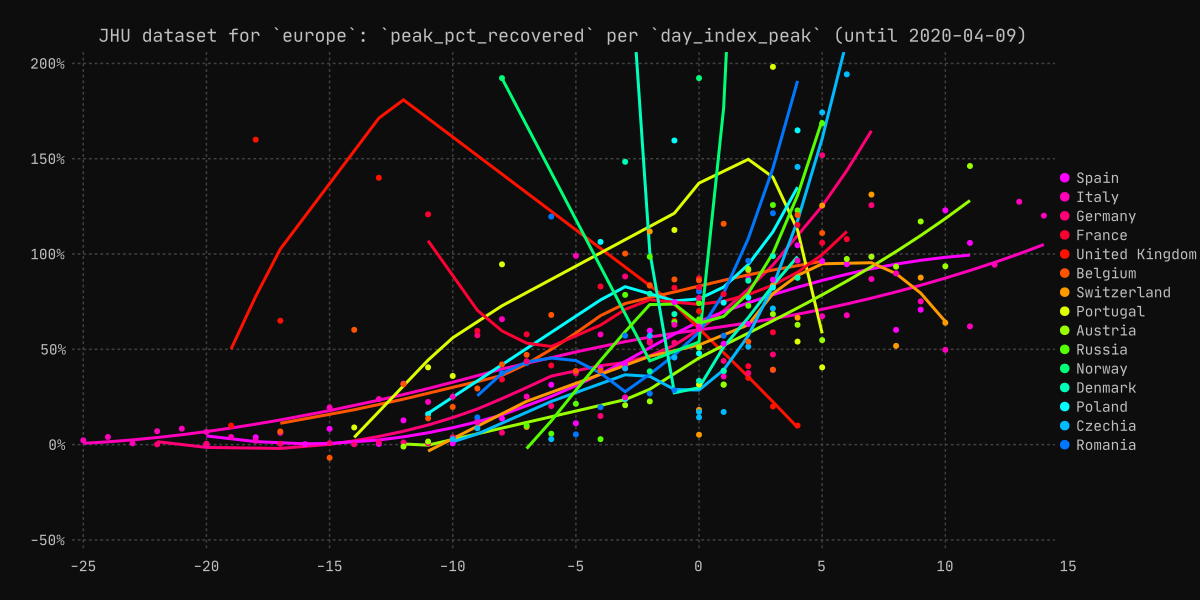 JHU dataset for `europe`: `peak_pct_recovered` per `day_index_peak` (until 2020-04-09)
200%
150%
100%
50%
0%
−50%
−25
−20
−15
−10
−5
0
5
10
15
Spain
Italy
Germany
France
United Kingdom
Belgium
Switzerland
Portugal
Austria
Russia
Norway
Denmark
Poland
Czechia
Romania